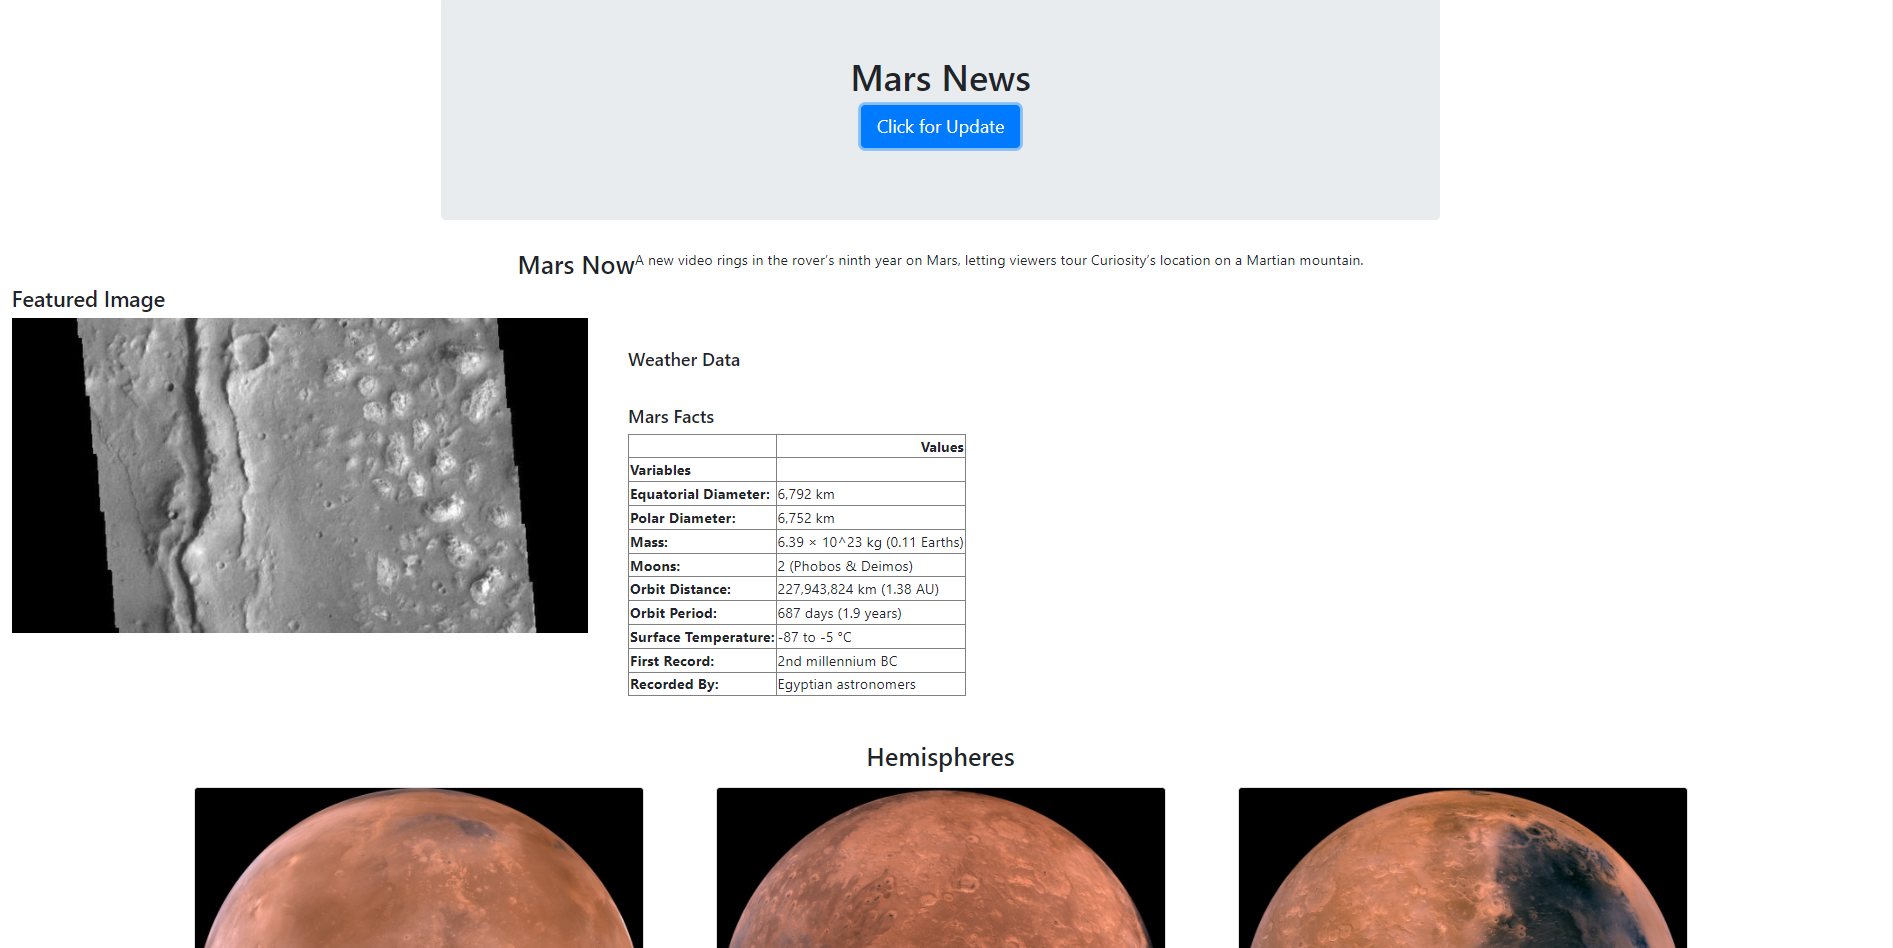 Mars News
Click for Update
Mars Now A new video rings in the rover’s ninth year on Mars, letting viewers tour Curiosity’s location on a Martian mountain.
Featured Image
Weather Data
Mars Facts
Values
Variables
Equatorial Diameter: 6,792 km
Polar Diameter: 6,752 km
Mass: 6.39 × 10^23 kg (0.11 Earths)
Moons: 2 (Phobos & Deimos)
Orbit Distance: 227,943,824 km (1.38 AU)
Orbit Period: 687 days (1.9 years)
Surface Temperature: -87 to -5 °C
First Record: 2nd millennium BC
Recorded By: Egyptian astronomers
Hemispheres